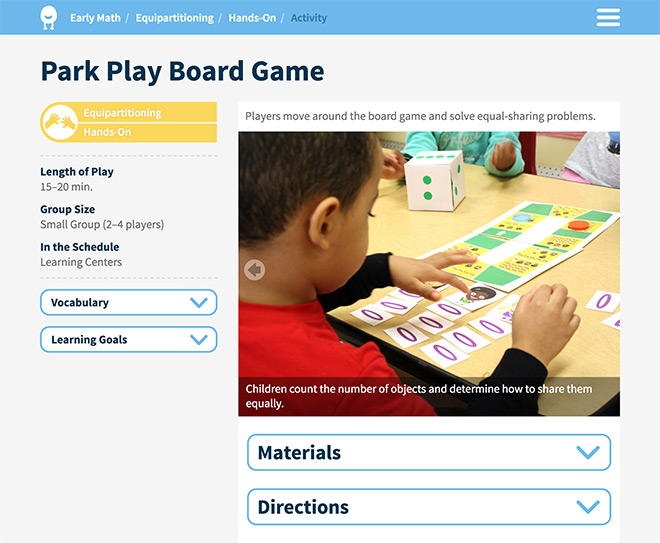 Early Math / Equipartitioning / Hands-On / Activity
Park Play Board Game
Equipartitioning
Hands-On
Length of Play
15–20 min.
Group Size
Small Group (2–4 players)
In the Schedule
Learning Centers
Vocabulary
Learning Goals
Players move around the board game and solve equal-sharing problems.
Children count the number of objects and determine how to share them
equally.
Materials
Directions